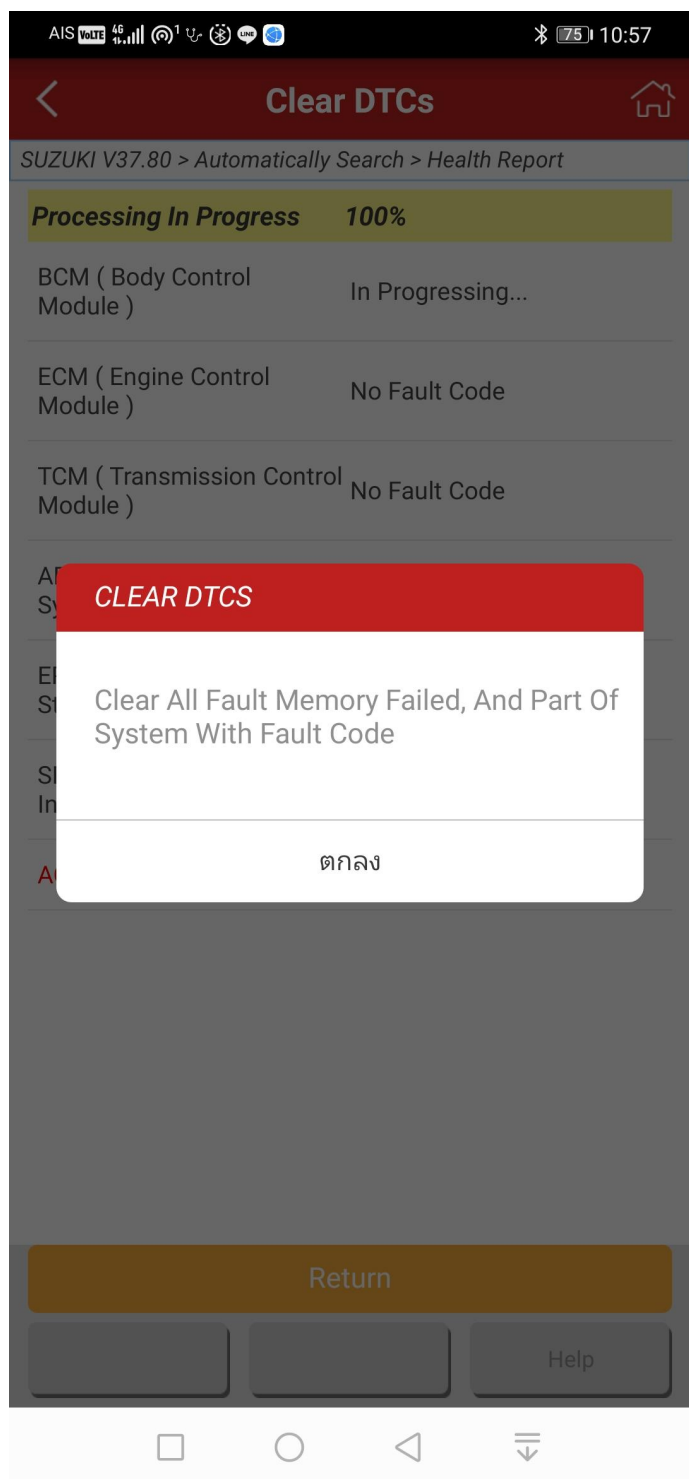 AIS VoLTE 4G 1 LINE 75 10:57
Clear DTCs
SUZUKI V37.80 > Automatically Search > Health Report
Processing In Progress 100%
BCM ( Body Control
Module )
In Progressing...
ECM ( Engine Control
Module )
No Fault Code
TCM ( Transmission Control
Module )
No Fault Code
CLEAR DTCS
Clear All Fault Memory Failed, And Part Of
System With Fault Code
ตกลง
Return
Help